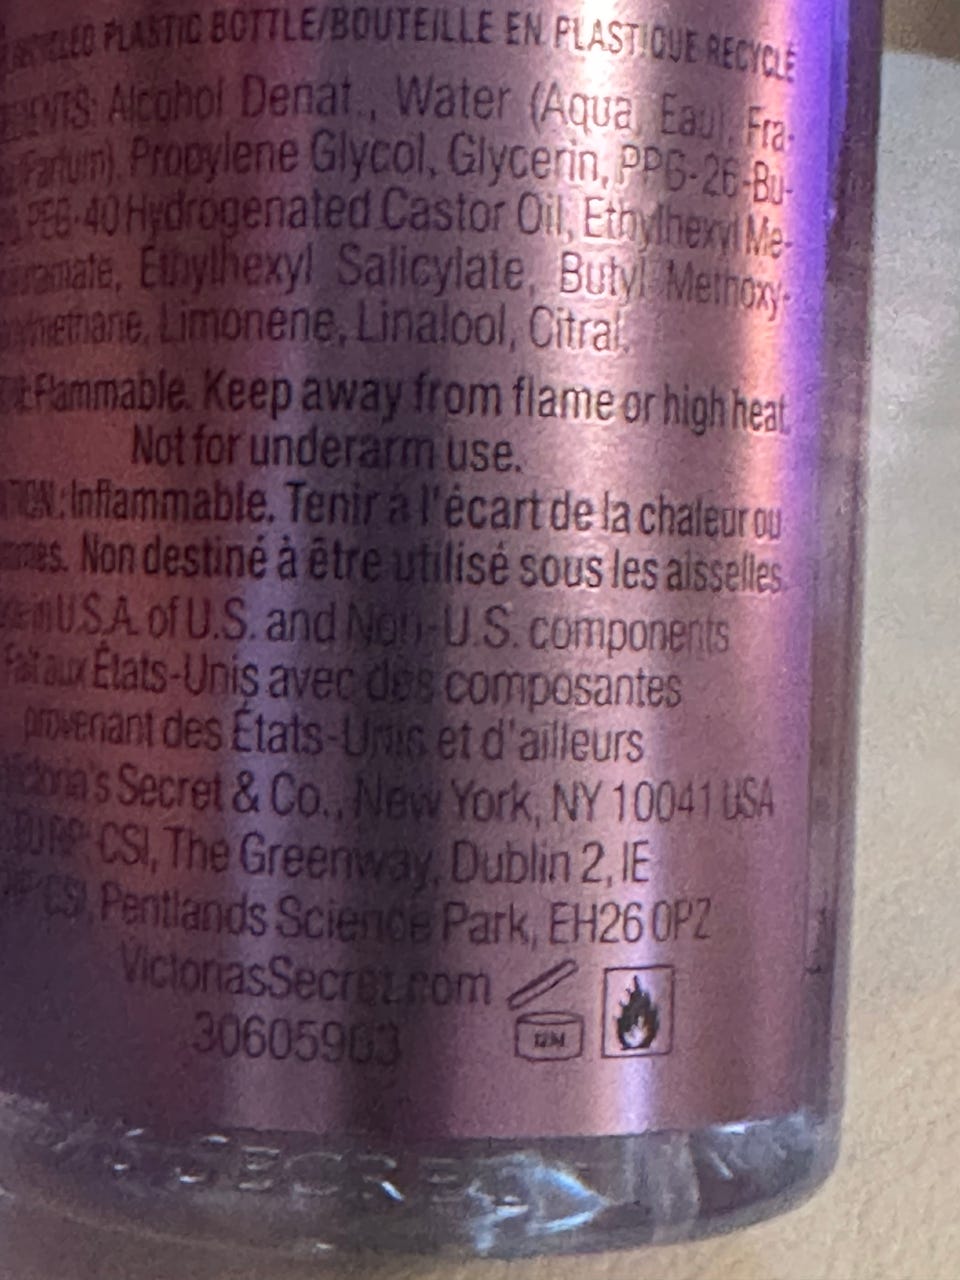 PLASTIC BOTTLE/BOUTEILLE EN PLASTIQUE RECYCLÉ
Alcohol Denat., Water (Aqua, Eau), Fra-
Propylene Glycol, Glycerin, PPG-26-Bu-
PEG-40 Hydrogenated Castor Oil, Ethylhexyl Me-
Ethylhexyl Salicylate, Butyl Methoxy-
Limonene, Linalool, Citral.
Flammable. Keep away from flame or high heat.
Not for underarm use.
Inflammable. Tenir à l'écart de la chaleur ou
Non destiné à être utilisé sous les aisselles.
in U.S.A. of U.S. and Non-U.S. components
Fait aux États-Unis avec des composantes
provenant des États-Unis et d'ailleurs
Victoria's Secret & Co., New York, NY 10041 USA
CSI, The Greenway, Dublin 2, IE
CSI, Pentlands Science Park, EH26 0PZ
VictoriasSecret.com
30605903
12M
SECRET